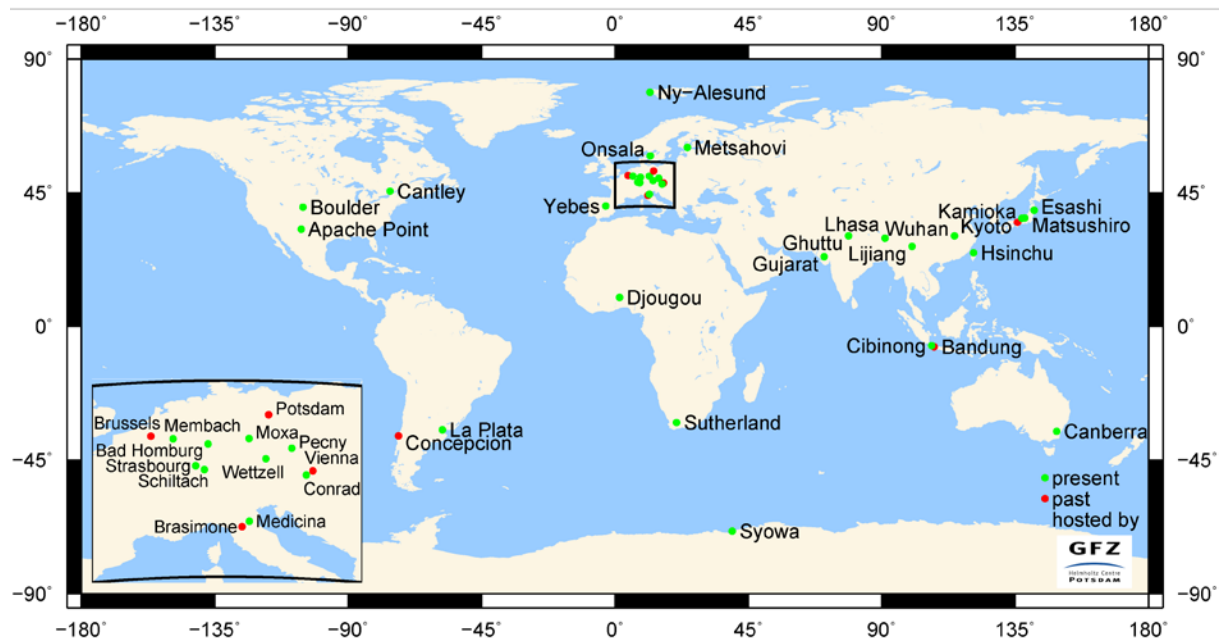 −180˚ −135˚ −90˚ −45˚ 0˚ 45˚ 90˚ 135˚ 180˚
90˚ 90˚
Ny−Alesund
Onsala Metsahovi
45˚ Cantley 45˚
Yebes
Boulder
Kamioka Esashi
Lhasa Wuhan Kyoto Matsushiro
Apache Point
Ghuttu Lijiang
Gujarat Hsinchu
Djougou
0˚ 0˚
Cibinong Bandung
La Plata Sutherland
Concepcion Canberra
−45˚ −45˚
Potsdam
Brussels Membach
Moxa
Bad Homburg Pecny
Strasbourg Vienna
Schiltach Wettzell
Conrad
Brasimone Medicina
present
past
hosted by
Syowa
GFZ
Helmholtz Centre
POTSDAM
−90˚ −90˚
−180˚ −135˚ −90˚ −45˚ 0˚ 45˚ 90˚ 135˚ 180˚